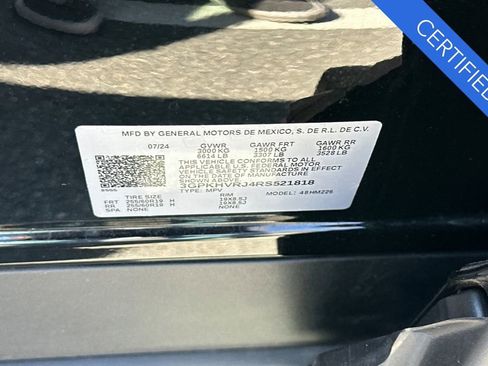 CERTIFIED
MFD BY GENERAL MOTORS DE MEXICO, S. DE R.L. DE C.V.
07/24 GVWR GAWR FRT GAWR RR
3000 KG 1500 KG 1600 KG
6614 LB 3307 LB 3528 LB
THIS VEHICLE CONFORMS TO ALL APPLICABLE
U.S. FEDERAL MOTOR
VEHICLE SAFETY STANDARDS IN EFFECT
ON THE DATE OF MANUFACTURE
SHOWN ABOVE.
3GPKHVRJ4RS521818
TYPE: MPV MODEL: 48HM226
TIRE SIZE RIM
FRT 255/60R19 H 19X8.5J
RR 255/60R19 H 19X8.5J
SPA NONE NONE